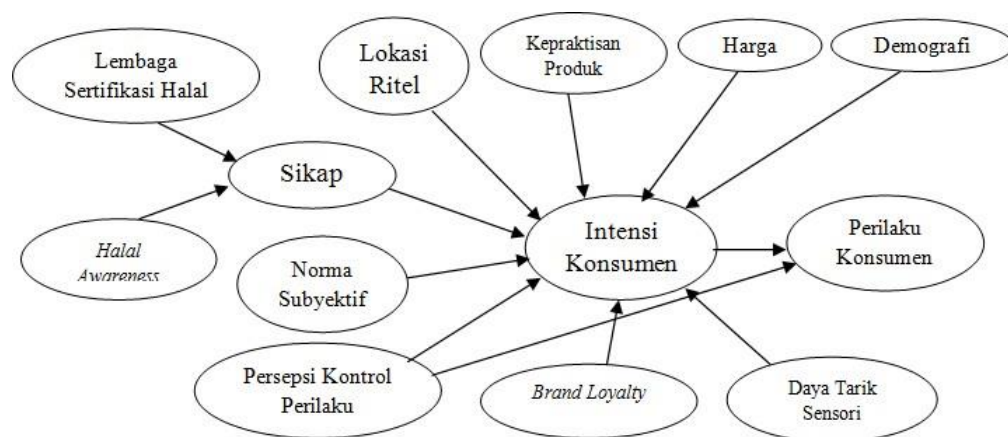 Lembaga
Sertifikasi Halal
Lokasi
Ritel
Kepraktisan
Produk
Harga
Demografi
Sikap
Halal
Awareness
Norma
Subyektif
Intensi
Konsumen
Perilaku
Konsumen
Persepsi Kontrol
Perilaku
Brand Loyalty
Daya Tarik
Sensori